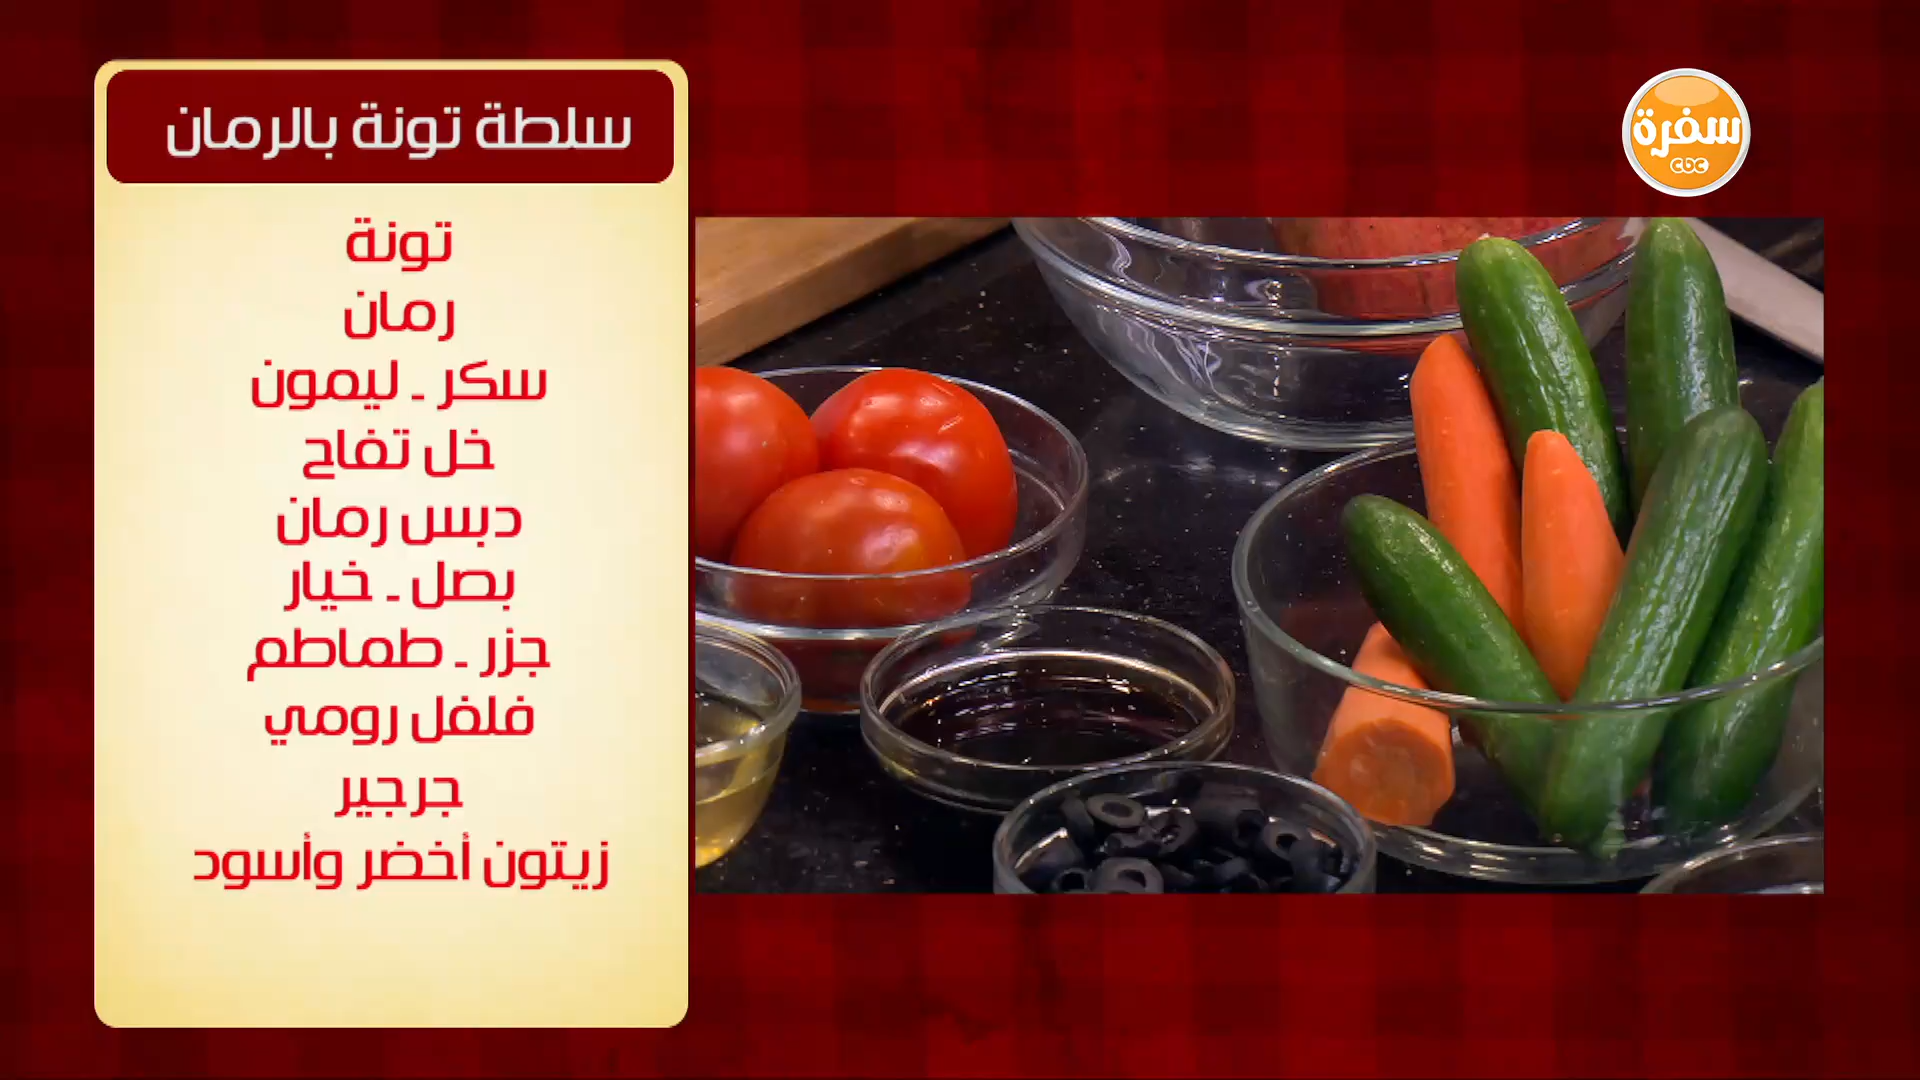 سلطة تونة بالرمان
تونة
رمان
سكر - ليمون
خل تفاح
دبس رمان
بصل - خيار
جزر - طماطم
فلفل رومي
جرجير
زيتون أخضر وأسود
سفرة
cbc